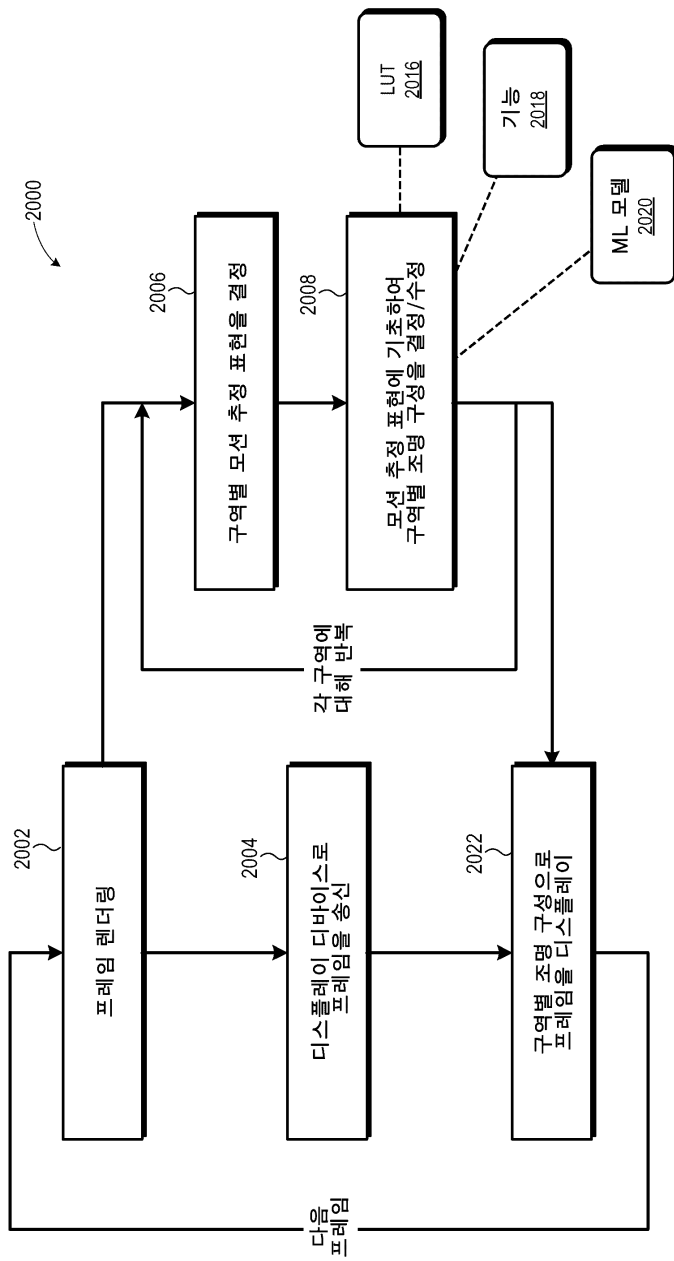 2000
2002
프레임 렌더링
2004
디스플레이 디바이스로
프레임을 송신
2022
구역별 조명 구성으로
프레임을 디스플레이
다음
프레임
2006
구역별 모션 추정 표현을 결정
2008
모션 추정 표현에 기초하여
구역별 조명 구성을 결정/수정
각 구역에
대해 반복
LUT
2016
기능
2018
ML 모델
2020